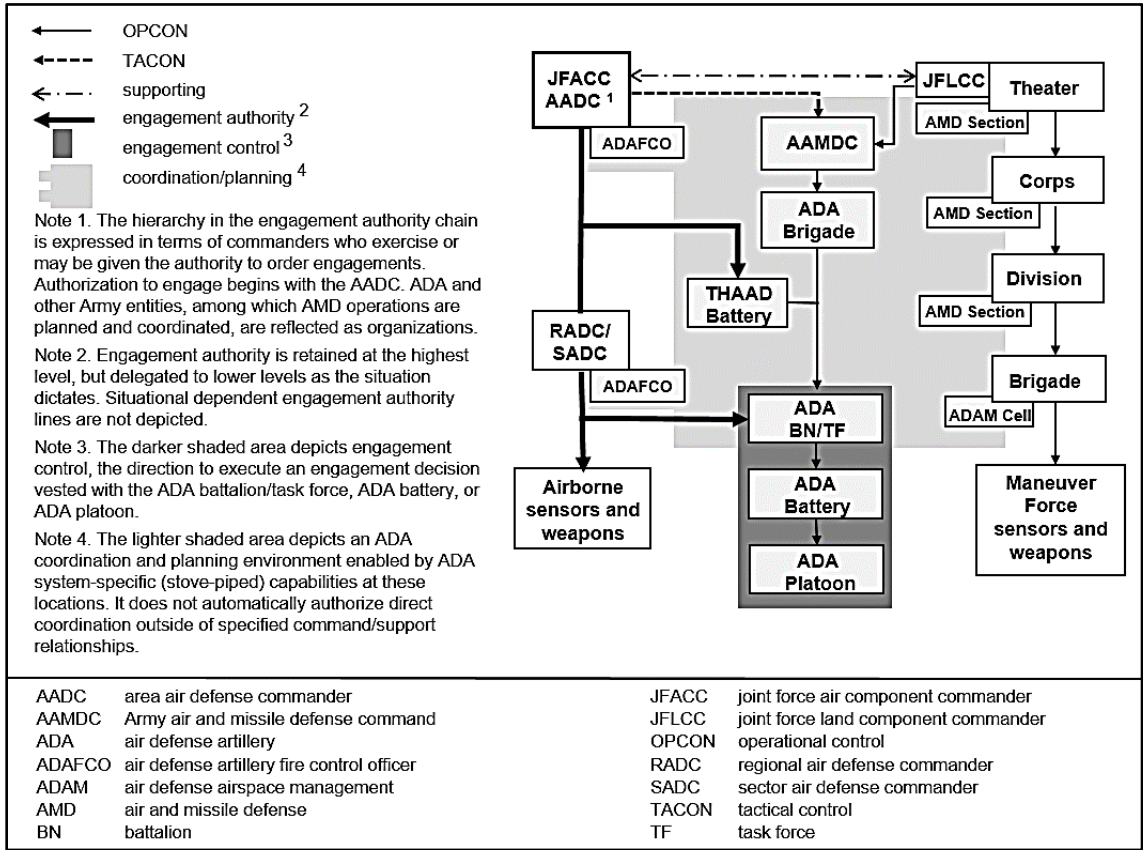 OPCON
TACON
supporting
engagement authority 2
engagement control 3
coordination/planning 4
Note 1. The hierarchy in the engagement authority chain
is expressed in terms of commanders who exercise or
may be given the authority to order engagements.
Authorization to engage begins with the AADC. ADA and
other Army entities, among which AMD operations are
planned and coordinated, are reflected as organizations.
Note 2. Engagement authority is retained at the highest
level, but delegated to lower levels as the situation
dictates. Situational dependent engagement authority
lines are not depicted.
Note 3. The darker shaded area depicts engagement
control, the direction to execute an engagement decision
vested with the ADA battalion/task force, ADA battery, or
ADA platoon.
Note 4. The lighter shaded area depicts an ADA
coordination and planning environment enabled by ADA
system-specific (stove-piped) capabilities at these
locations. It does not automatically authorize direct
coordination outside of specified command/support
relationships.
JFACC
AADC 1
ADAFCO
RADC/
SADC
ADAFCO
Airborne
sensors and
weapons
AAMDC
ADA
Brigade
THAAD
Battery
ADA
BN/TF
ADA
Battery
ADA
Platoon
JFLCC
Theater
AMD Section
Corps
AMD Section
Division
AMD Section
Brigade
ADAM Cell
Maneuver
Force
sensors and
weapons
AADC area air defense commander
AAMDC Army air and missile defense command
ADA air defense artillery
ADAFCO air defense artillery fire control officer
ADAM air defense airspace management
AMD air and missile defense
BN battalion
JFACC joint force air component commander
JFLCC joint force land component commander
OPCON operational control
RADC regional air defense commander
SADC sector air defense commander
TACON tactical control
TF task force